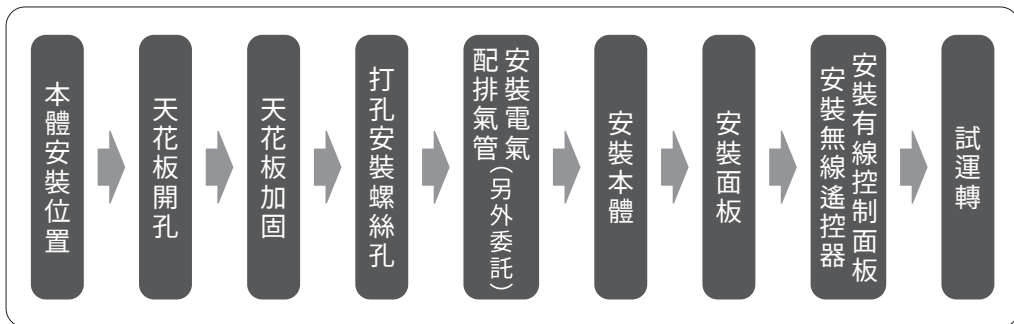 本體安裝位置
天花板開孔
天花板加固
打孔安裝螺絲孔
安裝電氣
配排氣管（另外委託）
安裝本體
安裝面板
安裝有線控制面板
安裝無線遙控器
試運轉